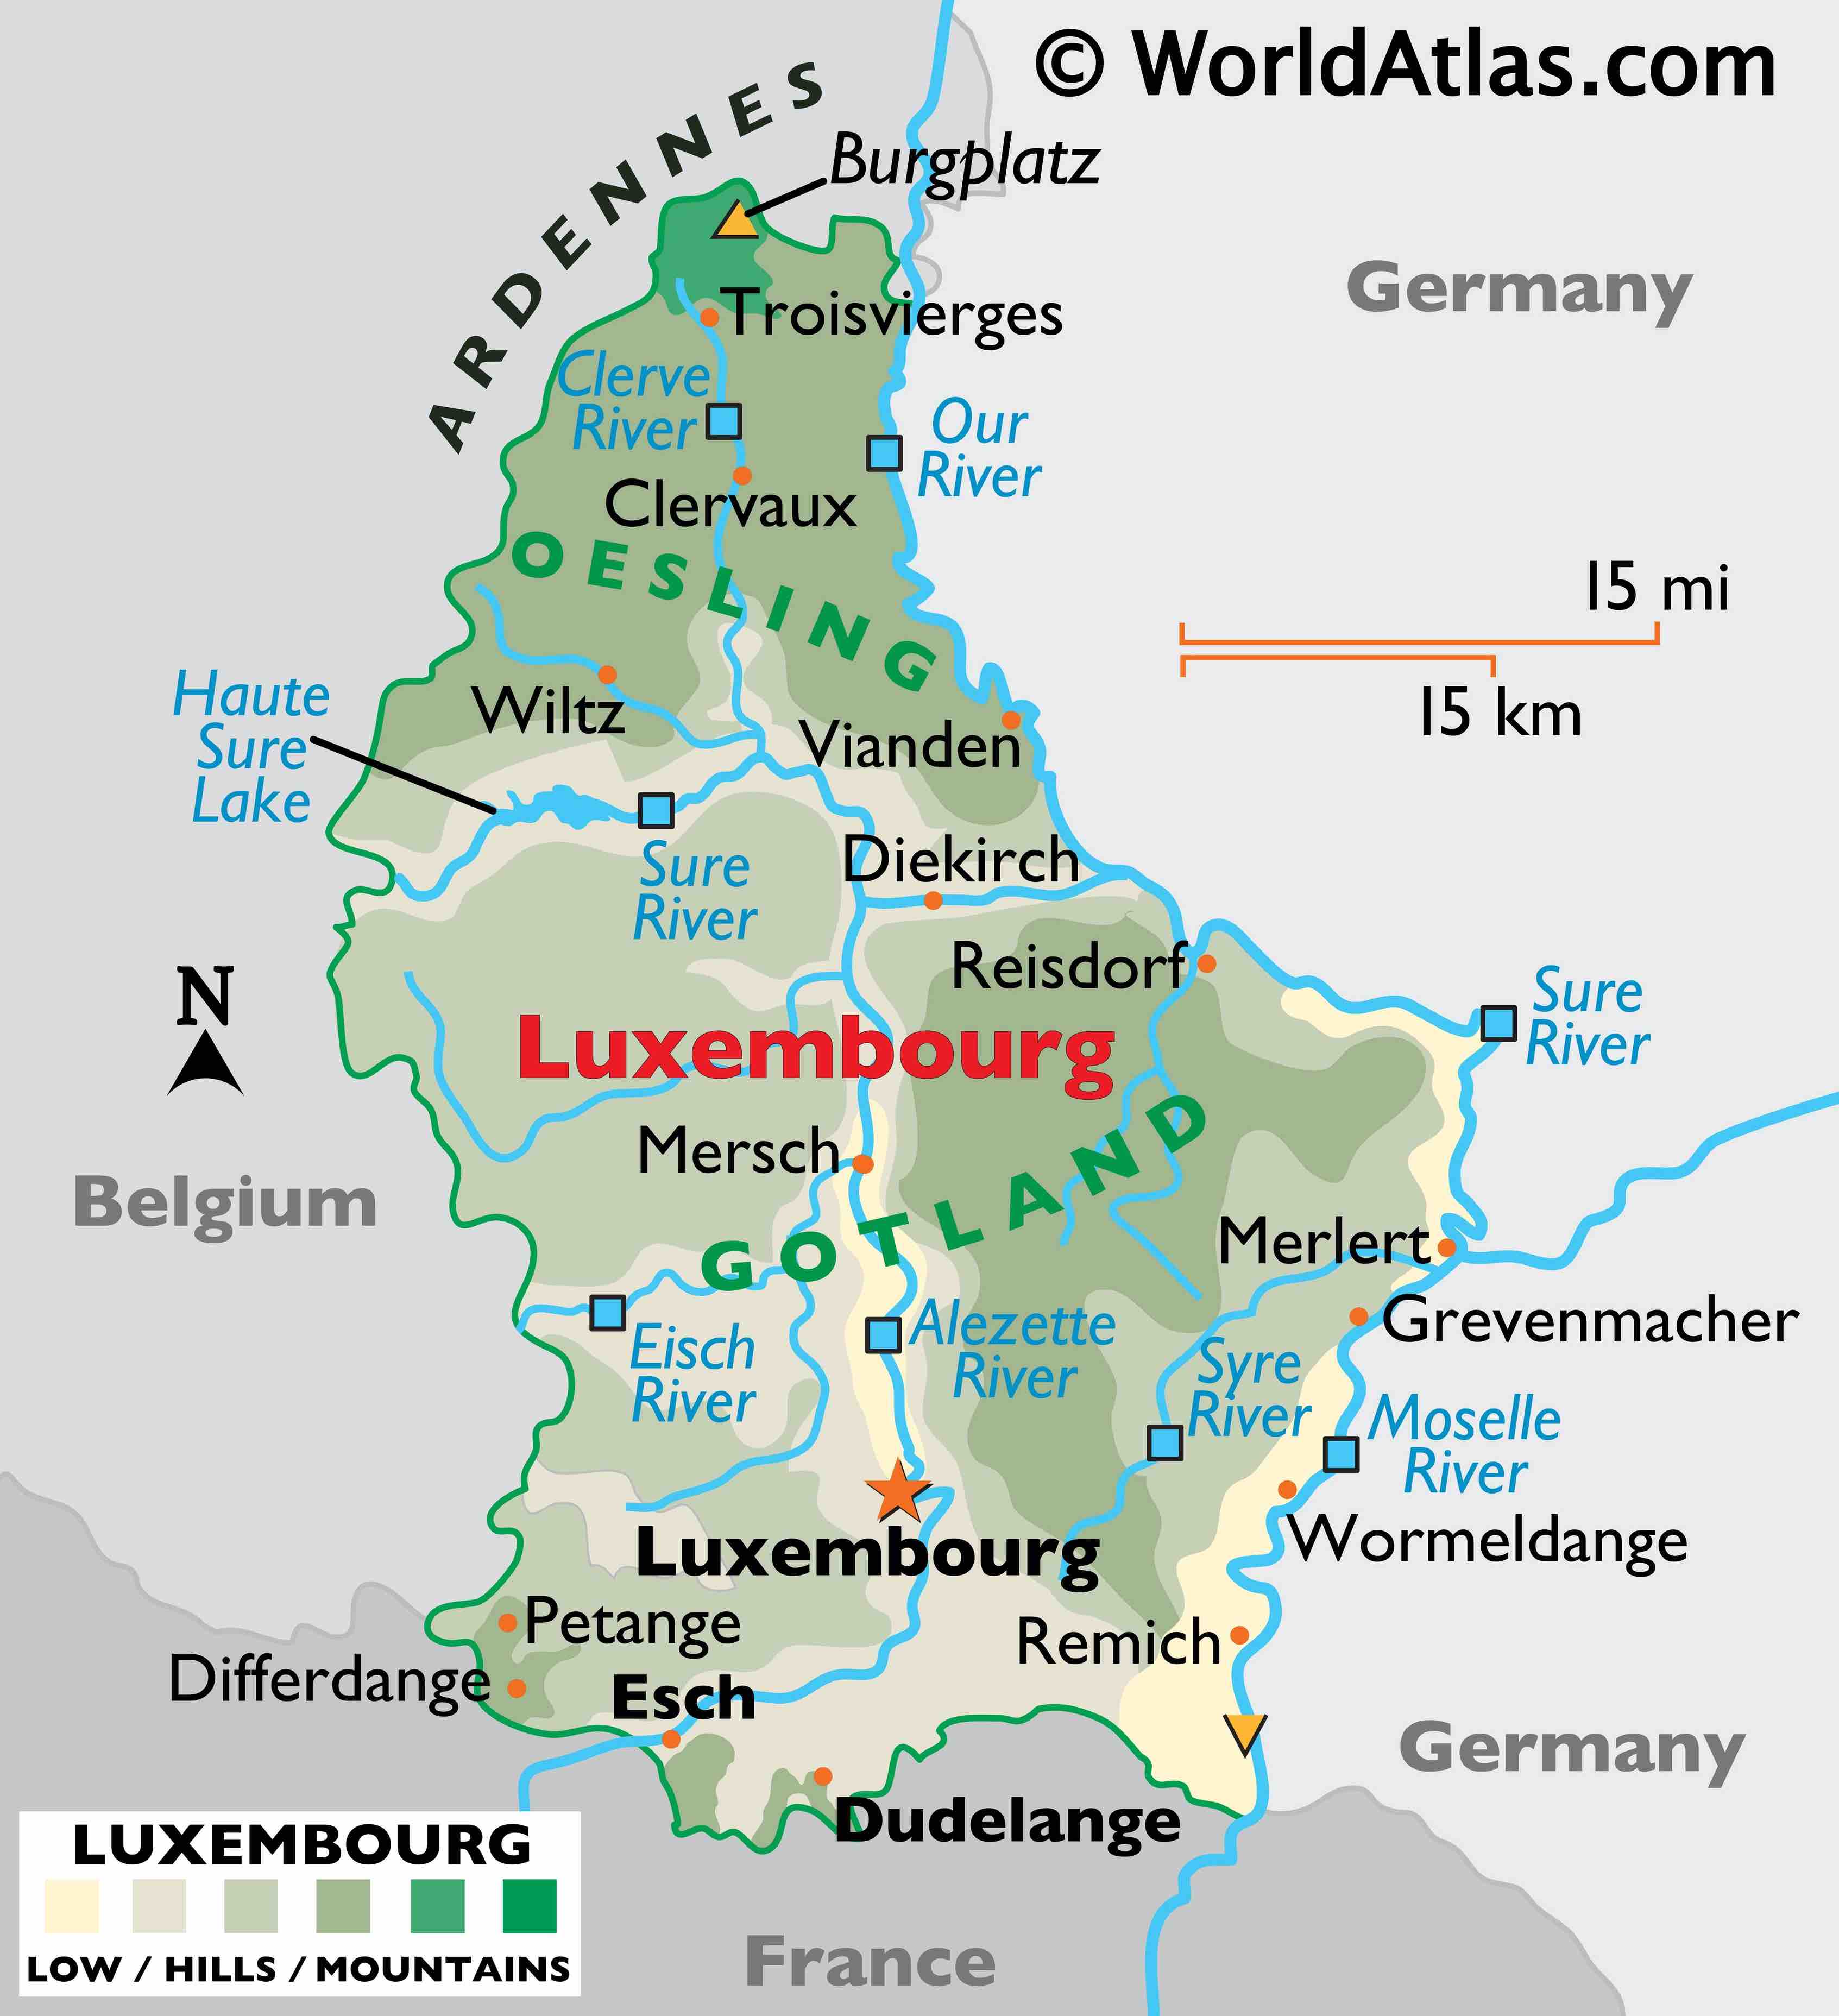 © WorldAtlas.com
ARDENNES
Burgplatz
Germany
Troisvierges
Clerve
River
Our
River
Clervaux
OESLING
15 mi
15 km
Haute
Sure
Lake
Wiltz
Vianden
Sure
River
Diekirch
Reisdorf
N
Sure
River
Luxembourg
Mersch
Belgium
GOTLAND
Merlert
Grevenmacher
Eisch
River
Alezette
River
Syre
River
Moselle
River
Luxembourg
Wormeldange
Petange
Remich
Differdange
Esch
Germany
Dudelange
LUXEMBOURG
LOW / HILLS / MOUNTAINS
France